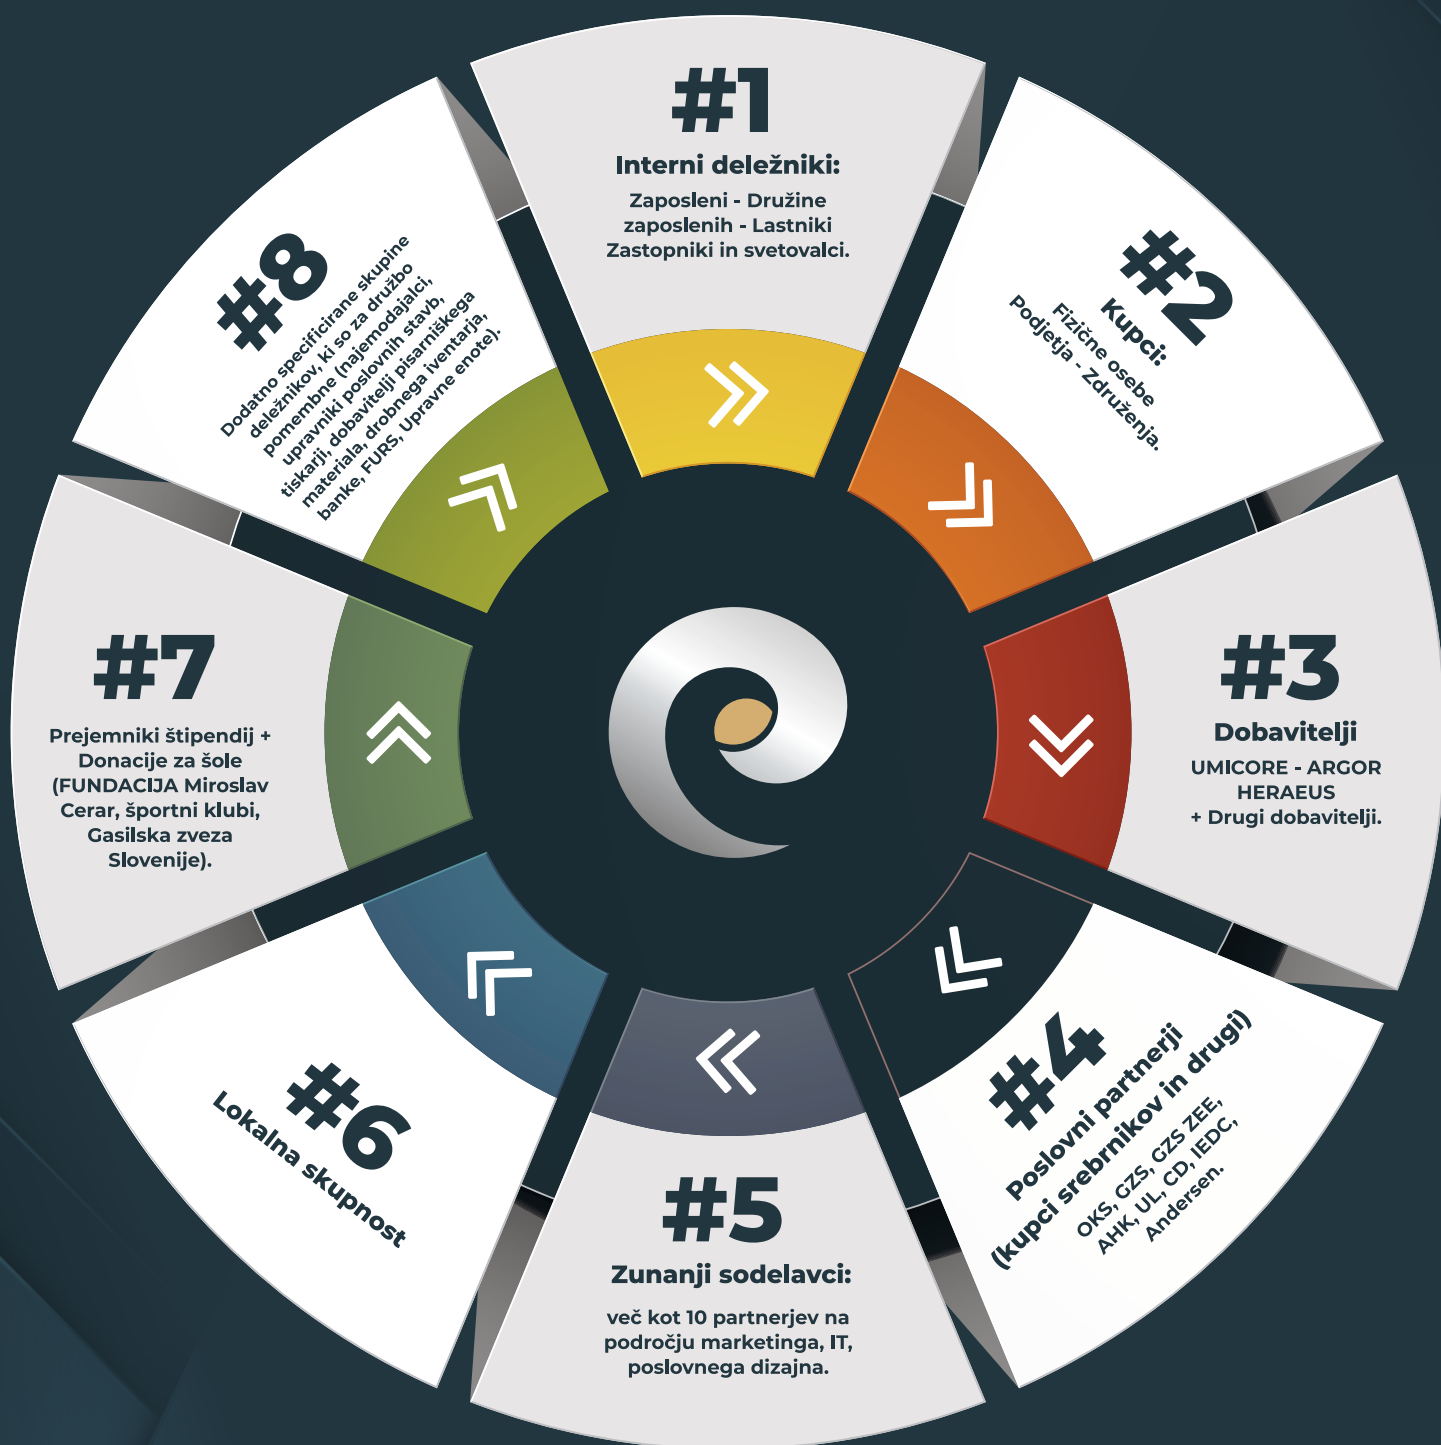 #1
Interni deležniki:
Zaposleni - Družine
zaposlenih - Lastniki
Zastopniki in svetovalci.
#2
Kupci:
Fizične osebe
Podjetja - Združenja.
#3
Dobavitelji
UMICORE - ARGOR
HERAEUS
+ Drugi dobavitelji.
#4
Poslovni partnerji
(kupci srebrnikov in drugi)
OKS, GZS, GZS ZEE,
AHK, UL, CD, IEDC,
Andersen.
#5
Zunanji sodelavci:
več kot 10 partnerjev na
področju marketinga, IT,
poslovnega dizajna.
#6
Lokalna skupnost
#7
Prejemniki štipendij +
Donacije za šole
(FUNDACIJA Miroslav
Cerar, športni klubi,
Gasilska zveza
Slovenije).
#8
Dodatno specificirane skupine
deležnikov, ki so za družbo
pomembne (najemodajalci,
upravniki poslovnih stavb,
tiskarji, dobavitelji pisarniškega
materiala, drobnega iventarja,
banke, FURS, Upravne enote).